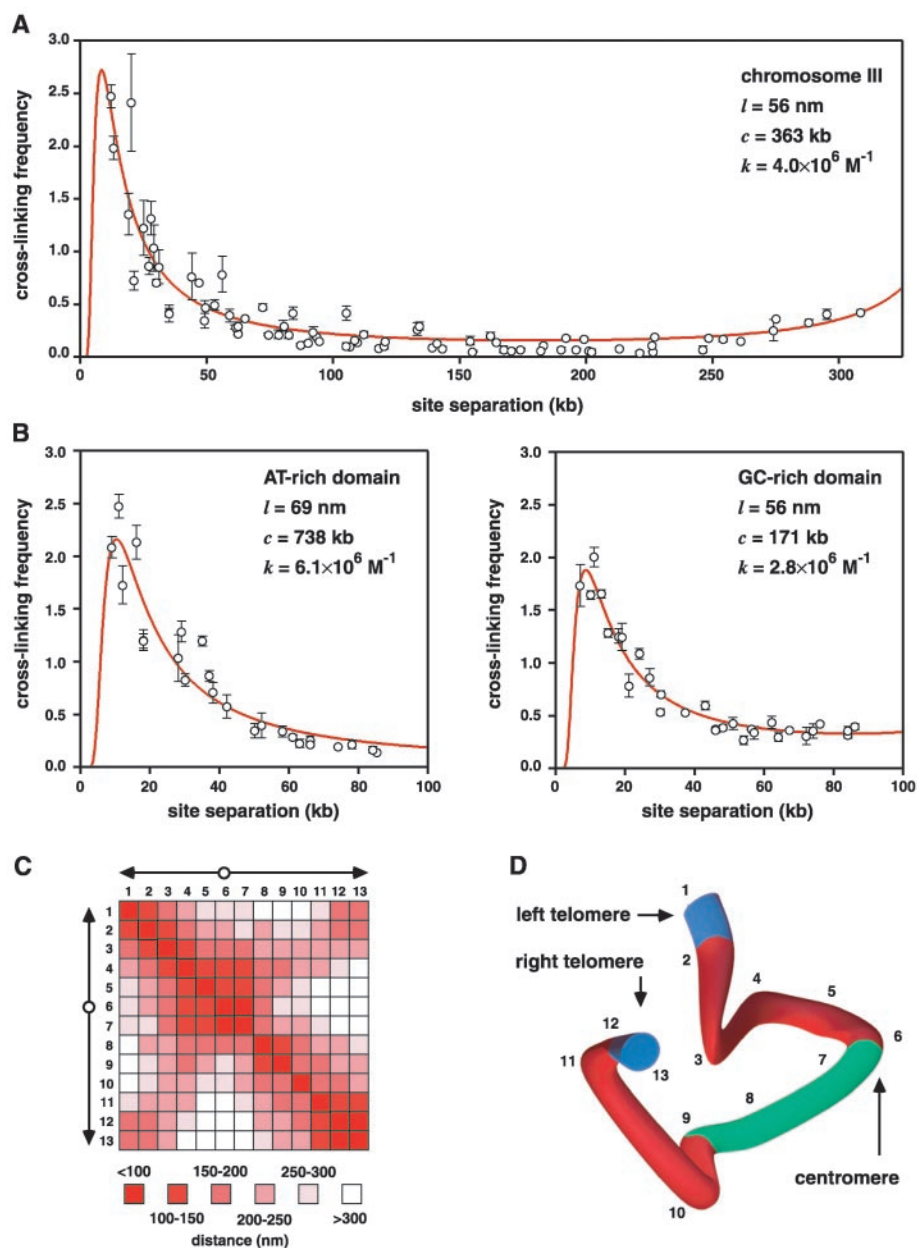 A
3.0
2.5
2.0
1.5
1.0
0.5
0.0
cross-linking frequency
0 50 100 150 200 250 300
site separation (kb)
chromosome III
l = 56 nm
c = 363 kb
k = 4.0×10⁶ M⁻¹
B
3.0
2.5
2.0
1.5
1.0
0.5
0.0
cross-linking frequency
0 20 40 60 80 100
site separation (kb)
AT-rich domain
l = 69 nm
c = 738 kb
k = 6.1×10⁶ M⁻¹
3.0
2.5
2.0
1.5
1.0
0.5
0.0
cross-linking frequency
0 20 40 60 80 100
site separation (kb)
GC-rich domain
l = 56 nm
c = 171 kb
k = 2.8×10⁶ M⁻¹
C
1 2 3 4 5 6 7 8 9 10 11 12 13
1
2
3
4
5
6
7
8
9
10
11
12
13
<100 150-200 250-300
100-150 200-250 >300
distance (nm)
D
1
left telomere
2
right telomere
4
5
12
6
11
3
7
13
8
9
centromere
10